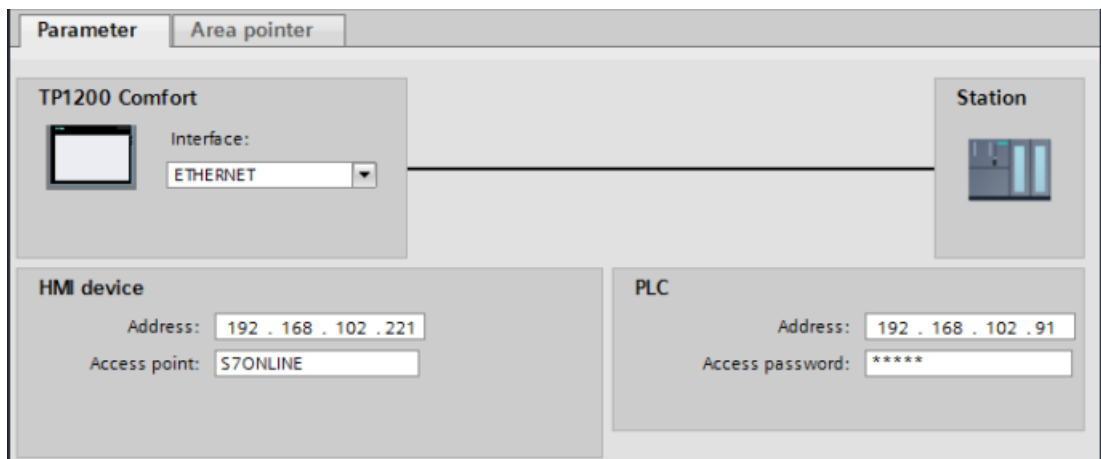 Parameter
Area pointer
TP1200 Comfort
Interface:
ETHERNET
Station
HMI device
Address: 192 . 168 . 102 .221
Access point: S7ONLINE
PLC
Address: 192 . 168 . 102 .91
Access password: *****